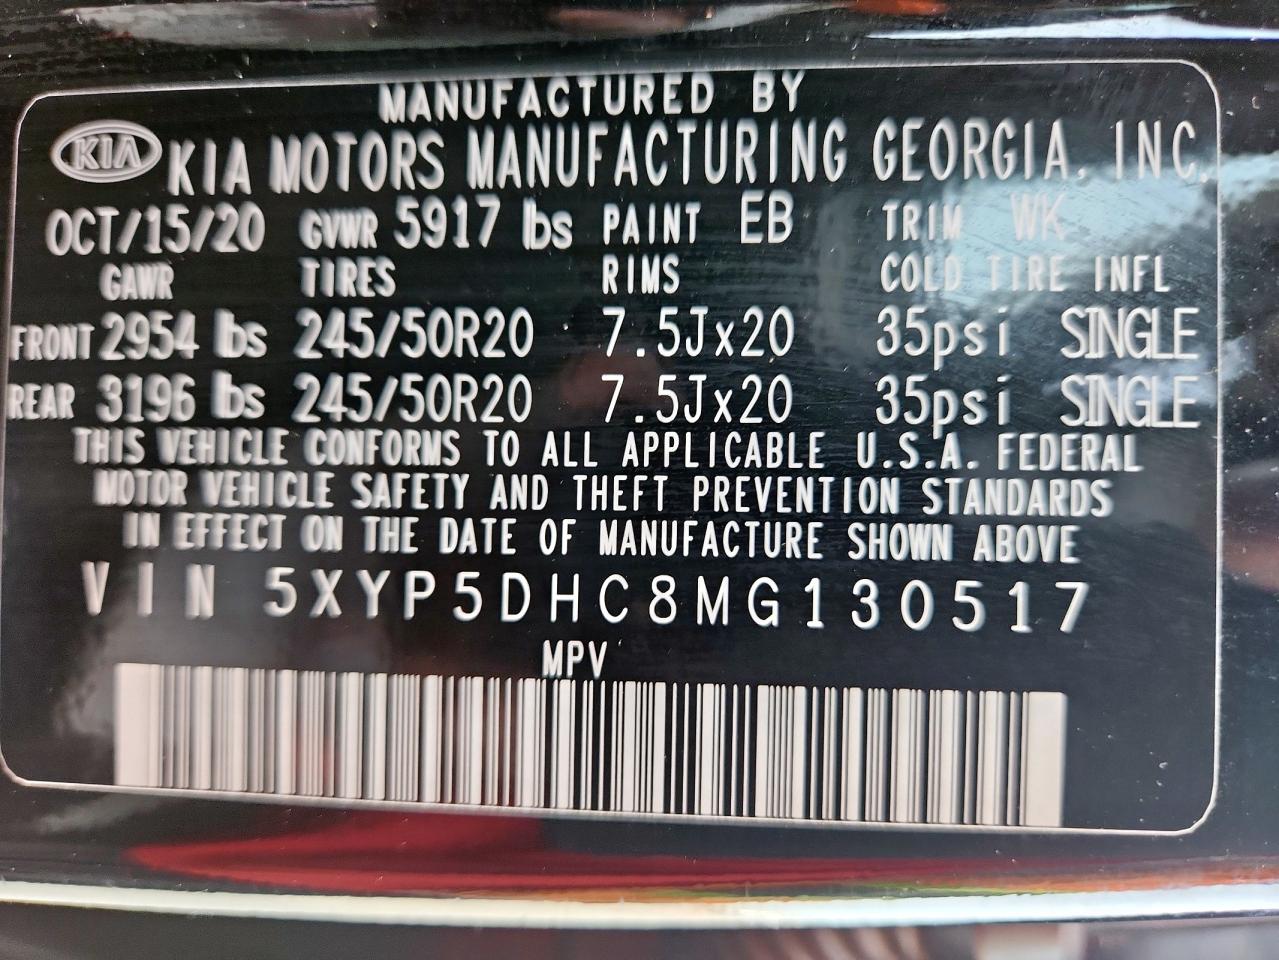 MANUFACTURED BY
KIA KIA MOTORS MANUFACTURING GEORGIA, INC.
OCT/15/20 GVWR 5917 lbs PAINT EB TRIM WK
GAWR TIRES RIMS COLD TIRE INFL
FRONT 2954 lbs 245/50R20 7.5Jx20 35psi SINGLE
REAR 3196 lbs 245/50R20 7.5Jx20 35psi SINGLE
THIS VEHICLE CONFORMS TO ALL APPLICABLE U.S.A. FEDERAL
MOTOR VEHICLE SAFETY AND THEFT PREVENTION STANDARDS
IN EFFECT ON THE DATE OF MANUFACTURE SHOWN ABOVE
VIN 5XYP5DHC8MG130517
MPV